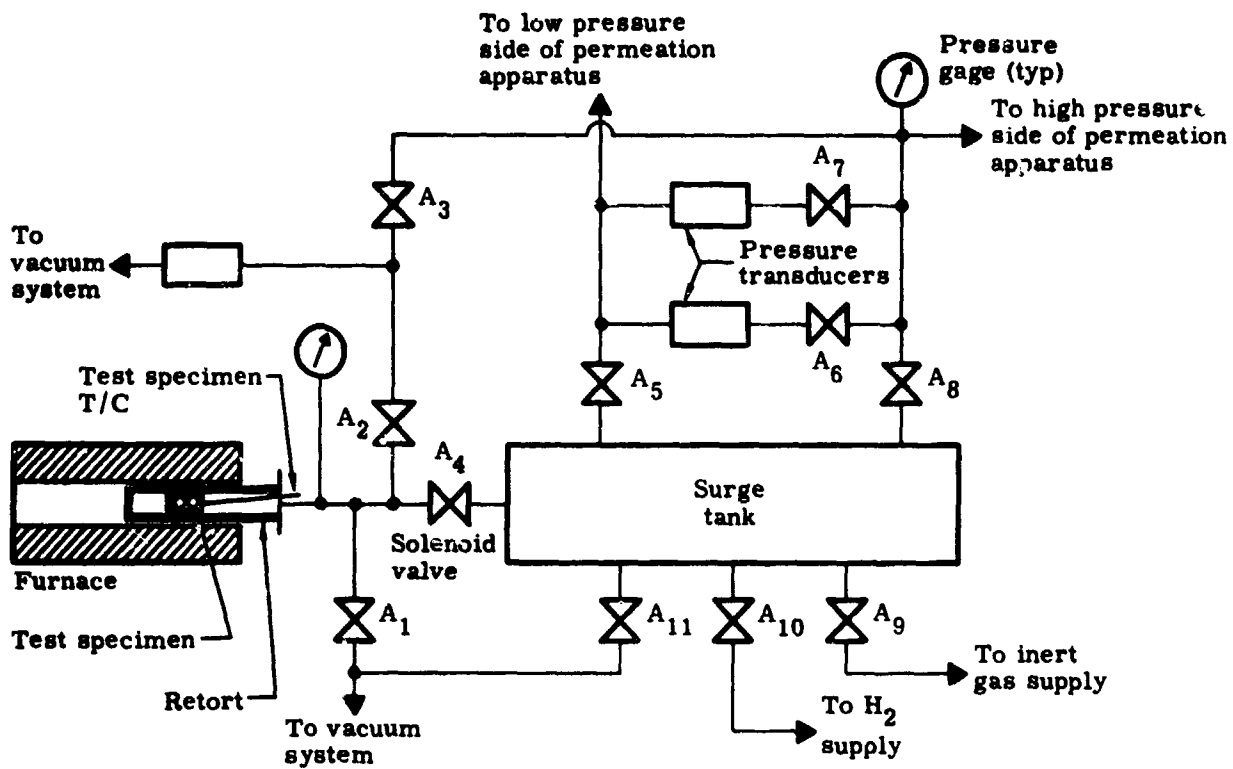 To low pressure
side of permeation
apparatus
Pressure
gage (typ)
To high pressure
side of permeation
apparatus
A7
A3
To
vacuum
system
Pressure
transducers
A6
A5
A8
Test specimen
T/C
A2
A4
Surge
tank
Solenoid
valve
Furnace
A1
A11
A10
A9
Test specimen
Retort
To vacuum
system
To inert
gas supply
To H2
supply